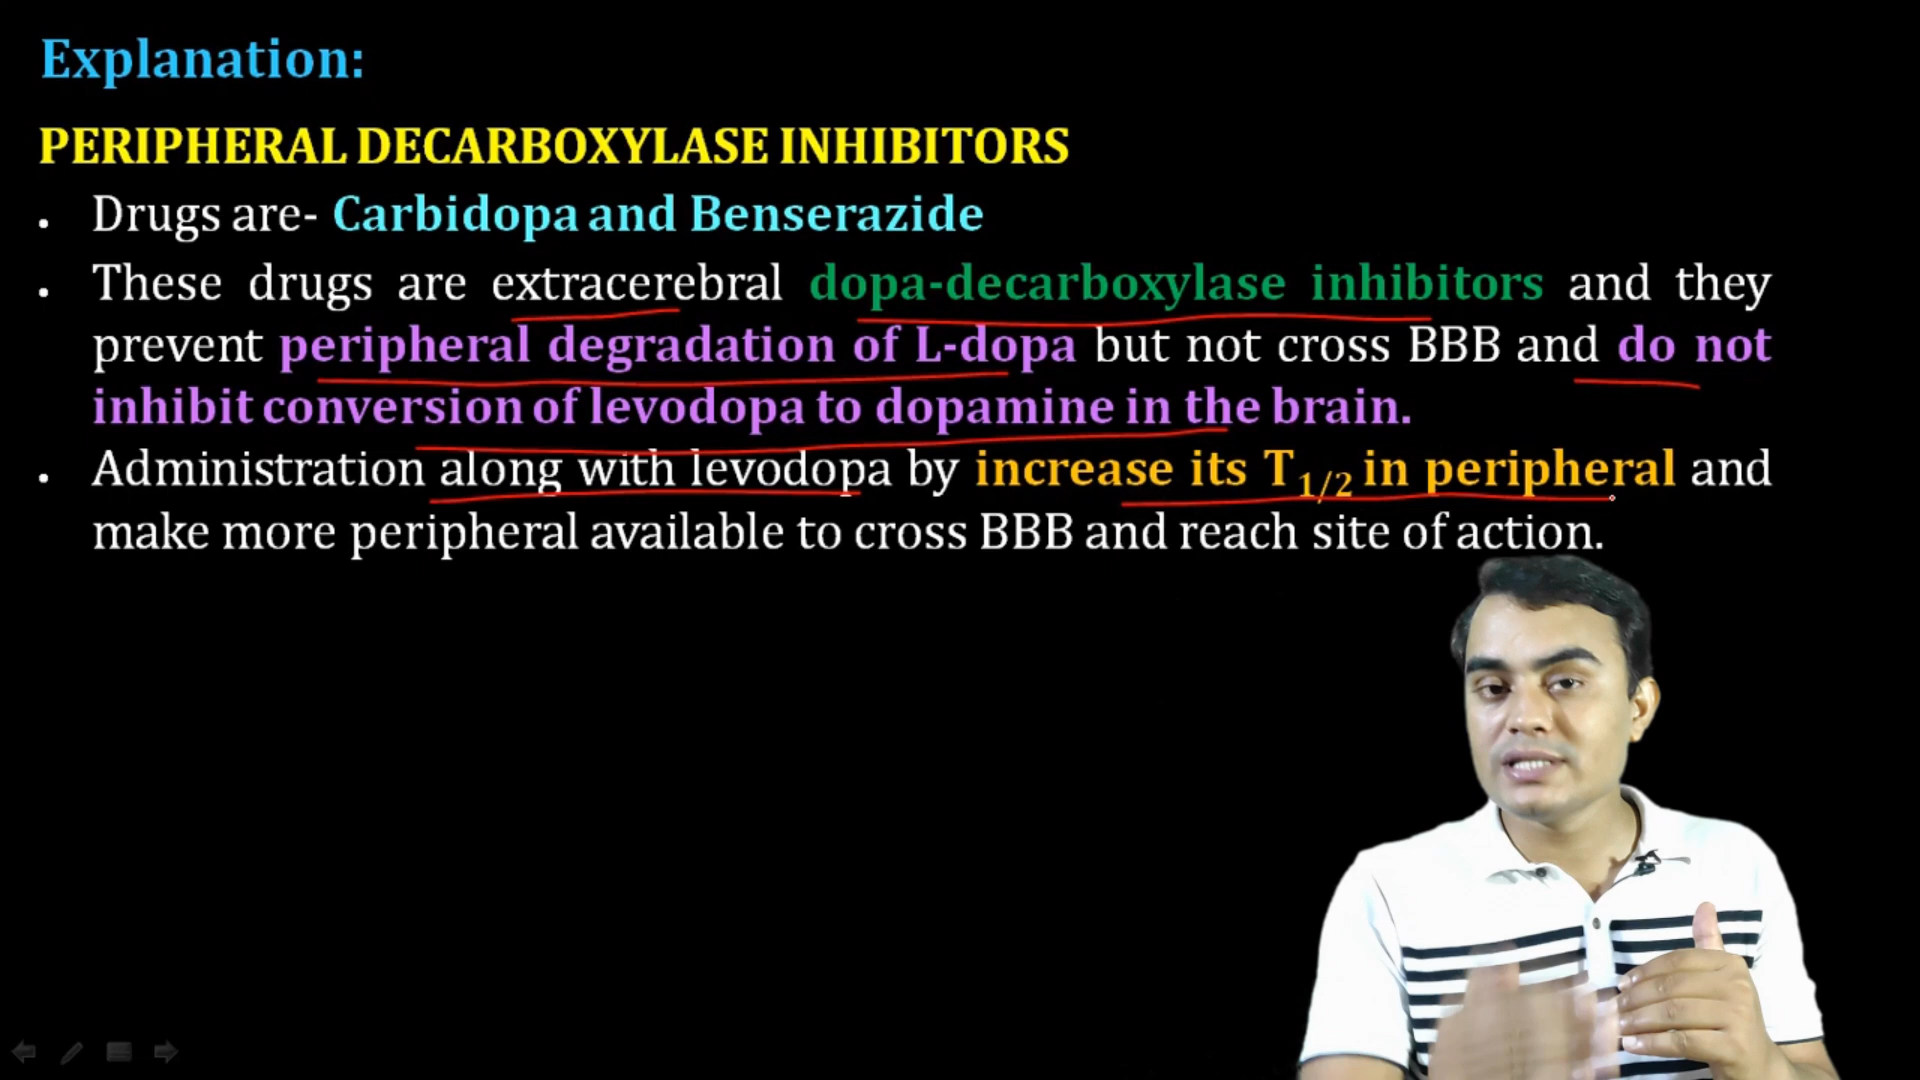 Explanation:
PERIPHERAL DECARBOXYLASE INHIBITORS
• Drugs are- Carbidopa and Benserazide
• These drugs are extracerebral dopa-decarboxylase inhibitors and they
prevent peripheral degradation of L-dopa but not cross BBB and do not
inhibit conversion of levodopa to dopamine in the brain.
• Administration along with levodopa by increase its T1/2 in peripheral and
make more peripheral available to cross BBB and reach site of action.